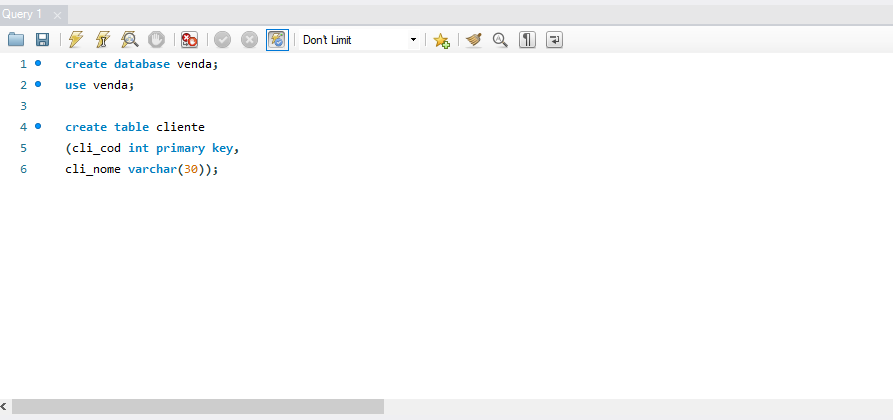 Query 1
Don't Limit
1 create database venda;
2 use venda;
3
4 create table cliente
5 (cli_cod int primary key,
6 cli_nome varchar(30));